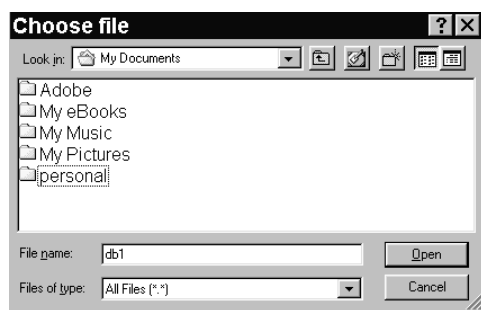 Choose file
Look in: My Documents
Adobe
My eBooks
My Music
My Pictures
personal
File name: db1 Open
Files of type: All Files (*.*) Cancel